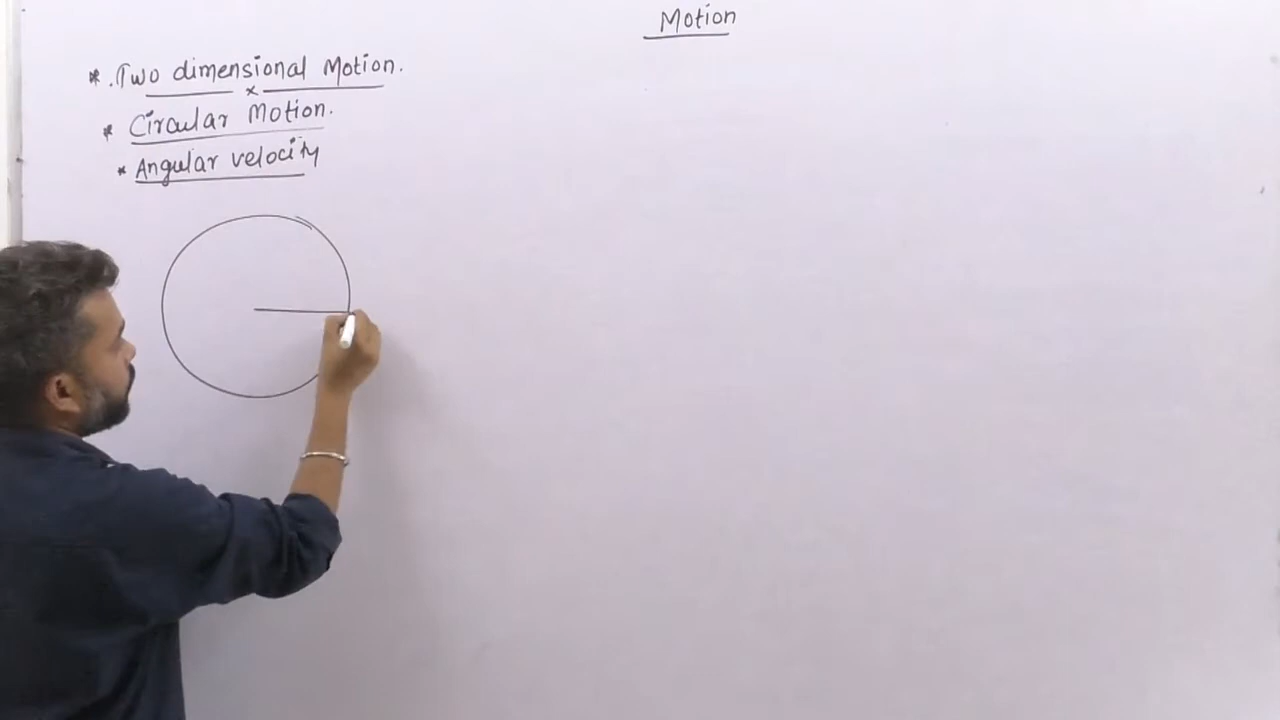 Motion
* . Two dimensional Motion.
x
* Circular Motion.
* Angular velocity